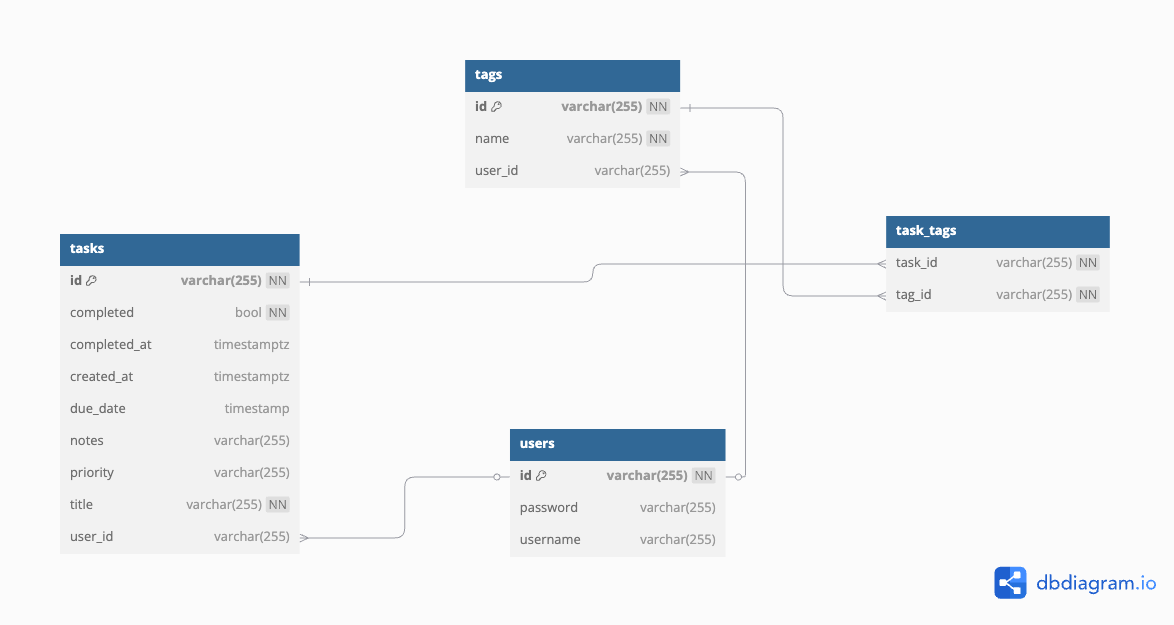 tags
id varchar(255) NN
name varchar(255) NN
user_id varchar(255)
tasks
id varchar(255) NN
completed bool NN
completed_at timestamptz
created_at timestamptz
due_date timestamp
notes varchar(255)
priority varchar(255)
title varchar(255) NN
user_id varchar(255)
task_tags
task_id varchar(255) NN
tag_id varchar(255) NN
users
id varchar(255) NN
password varchar(255)
username varchar(255)
dbdiagram.io